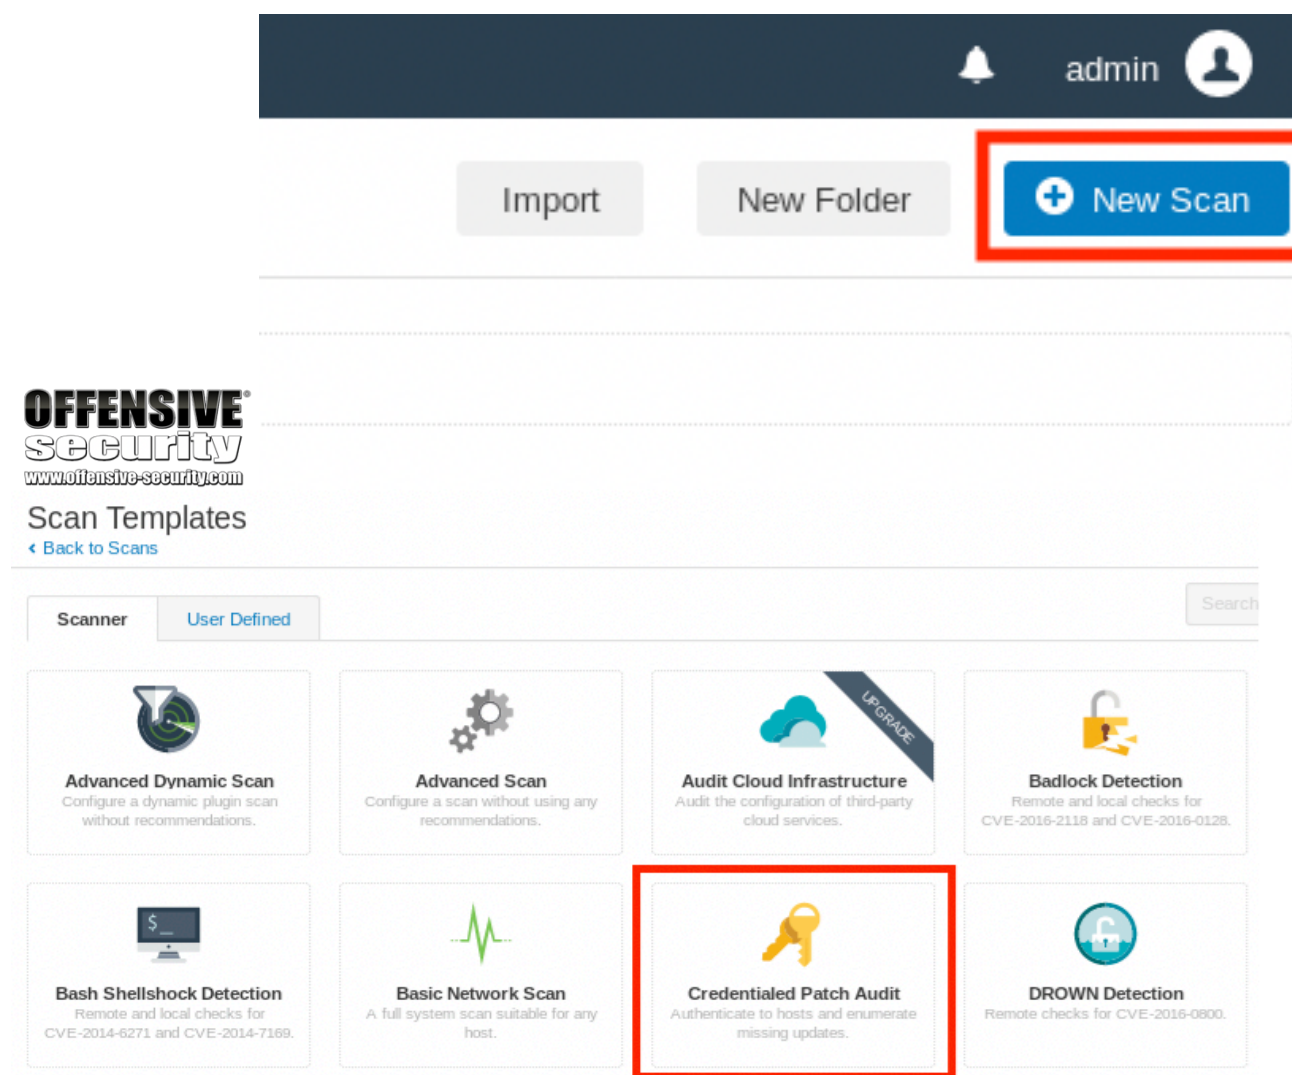 admin
Import
New Folder
New Scan
OFFENSIVE®
security
www.offensive-security.com
Scan Templates
Back to Scans
Scanner
User Defined
Search
UPGRADE
Advanced Dynamic Scan
Configure a dynamic plugin scan
without recommendations.
Advanced Scan
Configure a scan without using any
recommendations.
Audit Cloud Infrastructure
Audit the configuration of third-party
cloud services.
Badlock Detection
Remote and local checks for
CVE-2016-2118 and CVE-2016-0128.
$_
Bash Shellshock Detection
Remote and local checks for
CVE-2014-6271 and CVE-2014-7169.
Basic Network Scan
A full system scan suitable for any
host.
Credentialed Patch Audit
Authenticate to hosts and enumerate
missing updates.
DROWN Detection
Remote checks for CVE-2016-0800.